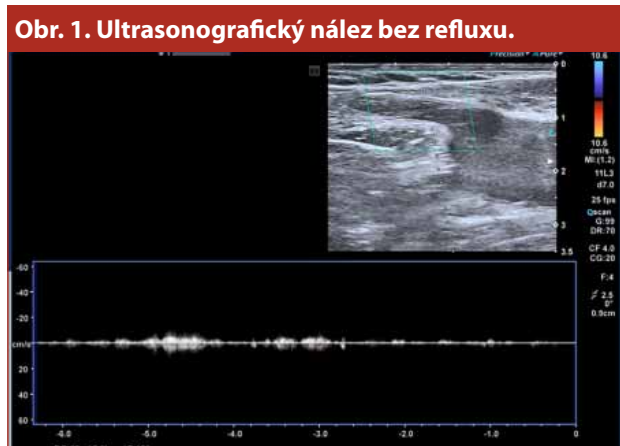 Obr. 1. Ultrasonografický nález bez refluxu.
Precision APure
10.6
0
1
2
3
3.5
10.6
cm/s
MI:(1.2)
11L3
d7.0
25 fps
Qscan
G:99
DR:70
CF 4.0
CG:20
F:4
2.5
0°
0.9cm
-60
-40
-20
cm/s
20
40
60
-6.0
-5.0
-4.0
-3.0
-2.0
-1.0
0